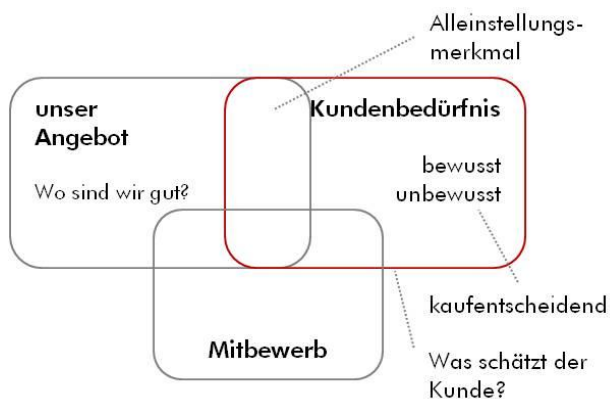 Alleinstellungs-
merkmal
unser
Angebot
Wo sind wir gut?
Kundenbedürfnis
bewusst
unbewusst
kaufentscheidend
Mitbewerb
Was schätzt der
Kunde?